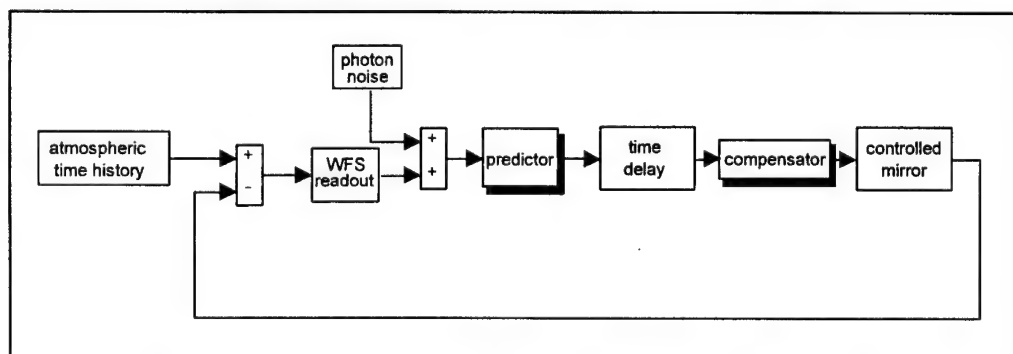 photon
noise
atmospheric
time history
+
-
WFS
readout
+
+
predictor
time
delay
compensator
controlled
mirror